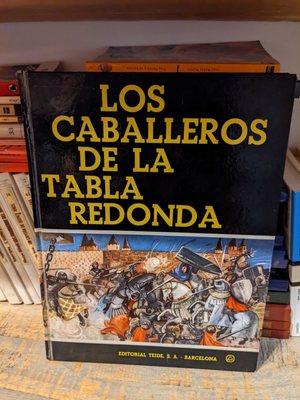 LOS
CABALLEROS
DE LA
TABLA
REDONDA
EDITORIAL TEIDE, S. A. - BARCELONA